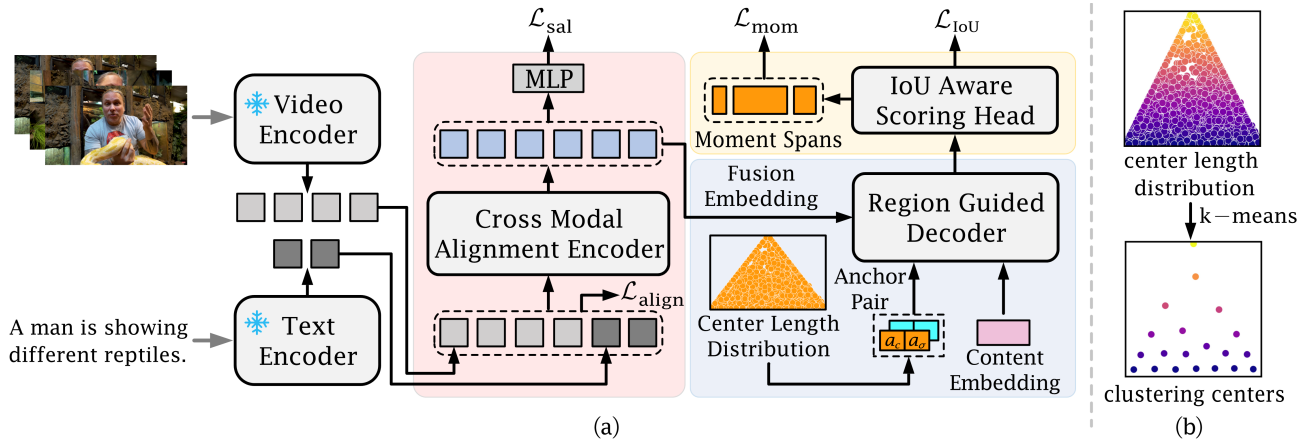 ℒ_sal
MLP
Video
Encoder
Cross Modal
Alignment Encoder
ℒ_align
A man is showing
different reptiles.
Text
Encoder
ℒ_mom
ℒ_IoU
Moment Spans
IoU Aware
Scoring Head
Fusion
Embedding
Region Guided
Decoder
Center Length
Distribution
Anchor
Pair
a_c a_σ
Content
Embedding
(a)
center length
distribution
k−means
clustering centers
(b)